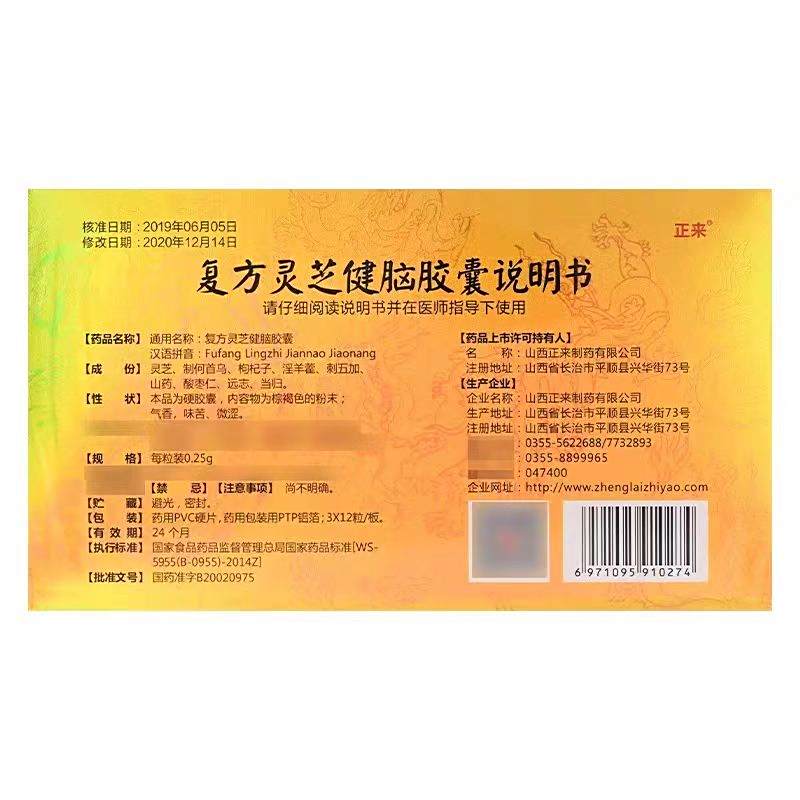 核准日期：2019年06月05日
修改日期：2020年12月14日
正来®
复方灵芝健脑胶囊说明书
请仔细阅读说明书并在医师指导下使用
【药品名称】通用名称：复方灵芝健脑胶囊
汉语拼音：Fufang Lingzhi Jiannao Jiaonang
【成 份】灵芝、制何首乌、枸杞子、淫羊藿、刺五加、
山药、酸枣仁、远志、当归。
【性 状】本品为硬胶囊，内容物为棕褐色的粉末；
气香，味苦、微涩。
【规 格】每粒装0.25g
【禁 忌】【注意事项】尚不明确。
【贮 藏】避光，密封。
【包 装】药用PVC硬片，药用包装用PTP铝箔；3X12粒/板。
【有 效 期】24个月
【执行标准】国家食品药品监督管理总局国家药品标准[WS-
5955(B-0955)-2014Z]
【批准文号】国药准字B20020975
【药品上市许可持有人】
名 称：山西正来制药有限公司
注册地址：山西省长治市平顺县兴华街73号
【生产企业】
企业名称：山西正来制药有限公司
生产地址：山西省长治市平顺县兴华街73号
注册地址：山西省长治市平顺县兴华街73号
：0355-5622688/7732893
：0355-8899965
：047400
企业网址：http://www.zhenglaizhiyao.com
6 971095 910274